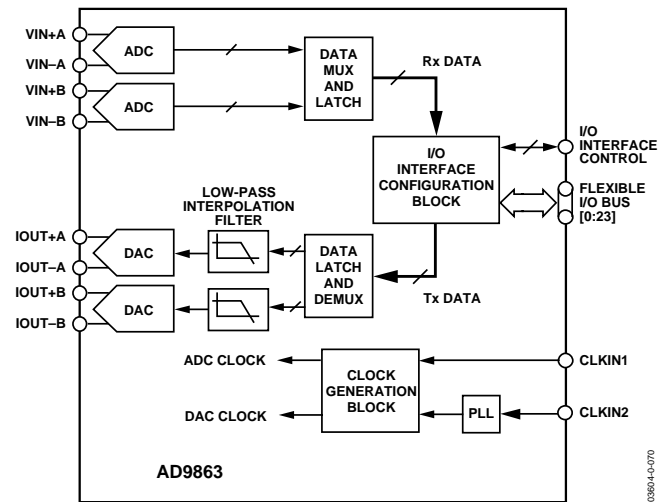 VIN+A
VIN–A
VIN+B
VIN–B
ADC
ADC
DATA
MUX
AND
LATCH
Rx DATA
I/O
INTERFACE
CONFIGURATION
BLOCK
I/O
INTERFACE
CONTROL
FLEXIBLE
I/O BUS
[0:23]
LOW-PASS
INTERPOLATION
FILTER
IOUT+A
IOUT–A
IOUT+B
IOUT–B
DAC
DAC
DATA
LATCH
AND
DEMUX
Tx DATA
ADC CLOCK
DAC CLOCK
CLOCK
GENERATION
BLOCK
PLL
CLKIN1
CLKIN2
AD9863
03604-0-070